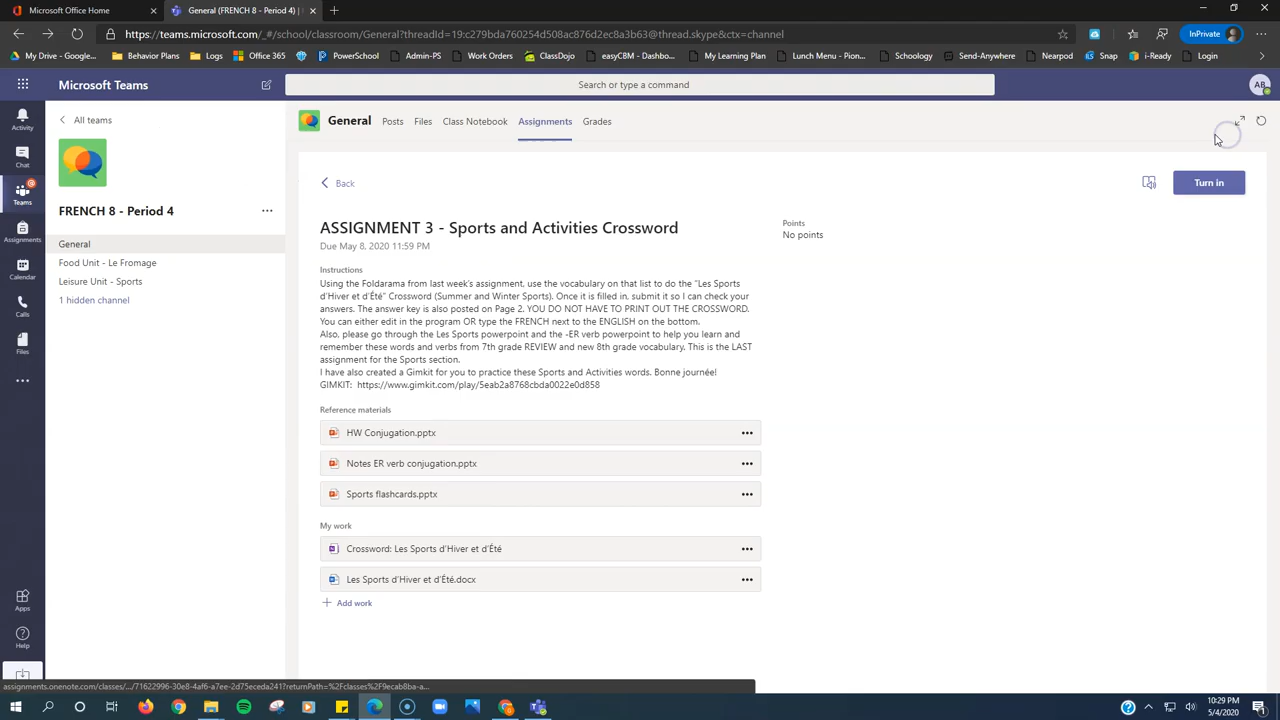 Microsoft Office Home
General (FRENCH 8 - Period 4) |
https://teams.microsoft.com/_#/school/classroom/General?threadId=19:c279bda760254d508ac876d2ec8a3b63@thread.skype&ctx=channel
InPrivate
My Drive - Google...
Behavior Plans
Logs
Office 365
PowerSchool
Admin-PS
Work Orders
ClassDojo
easyCBM - Dashbo...
My Learning Plan
Lunch Menu - Pion...
Schoology
Send-Anywhere
Nearpod
Snap
i-Ready
Login
Microsoft Teams
Search or type a command
AB
Activity
Chat
Teams
Assignments
Calendar
Calls
Files
Apps
Help
All teams
FRENCH 8 - Period 4
General
Food Unit - Le Fromage
Leisure Unit - Sports
1 hidden channel
General Posts Files Class Notebook Assignments Grades
Back
Turn in
ASSIGNMENT 3 - Sports and Activities Crossword
Due May 8, 2020 11:59 PM
Points
No points
Instructions
Using the Foldarama from last week's assignment, use the vocabulary on that list to do the "Les Sports
d'Hiver et d'Été" Crossword (Summer and Winter Sports). Once it is filled in, submit it so I can check your
answers. The answer key is also posted on Page 2. YOU DO NOT HAVE TO PRINT OUT THE CROSSWORD.
You can either edit in the program OR type the FRENCH next to the ENGLISH on the bottom.
Also, please go through the Les Sports powerpoint and the -ER verb powerpoint to help you learn and
remember these words and verbs from 7th grade REVIEW and new 8th grade vocabulary. This is the LAST
assignment for the Sports section.
I have also created a Gimkit for you to practice these Sports and Activities words. Bonne journée!
GIMKIT: https://www.gimkit.com/play/5eab2a8768cbda0022e0d858
Reference materials
HW Conjugation.pptx
Notes ER verb conjugation.pptx
Sports flashcards.pptx
My work
Crossword: Les Sports d'Hiver et d'Été
Les Sports d'Hiver et d'Été.docx
Add work
assignments.onenote.com/classes/.../71622996-30e8-4af6-a7ee-2d75eceda241?returnPath=%2Fclasses%2F9ecab8ba-a...
10:29 PM
5/4/2020